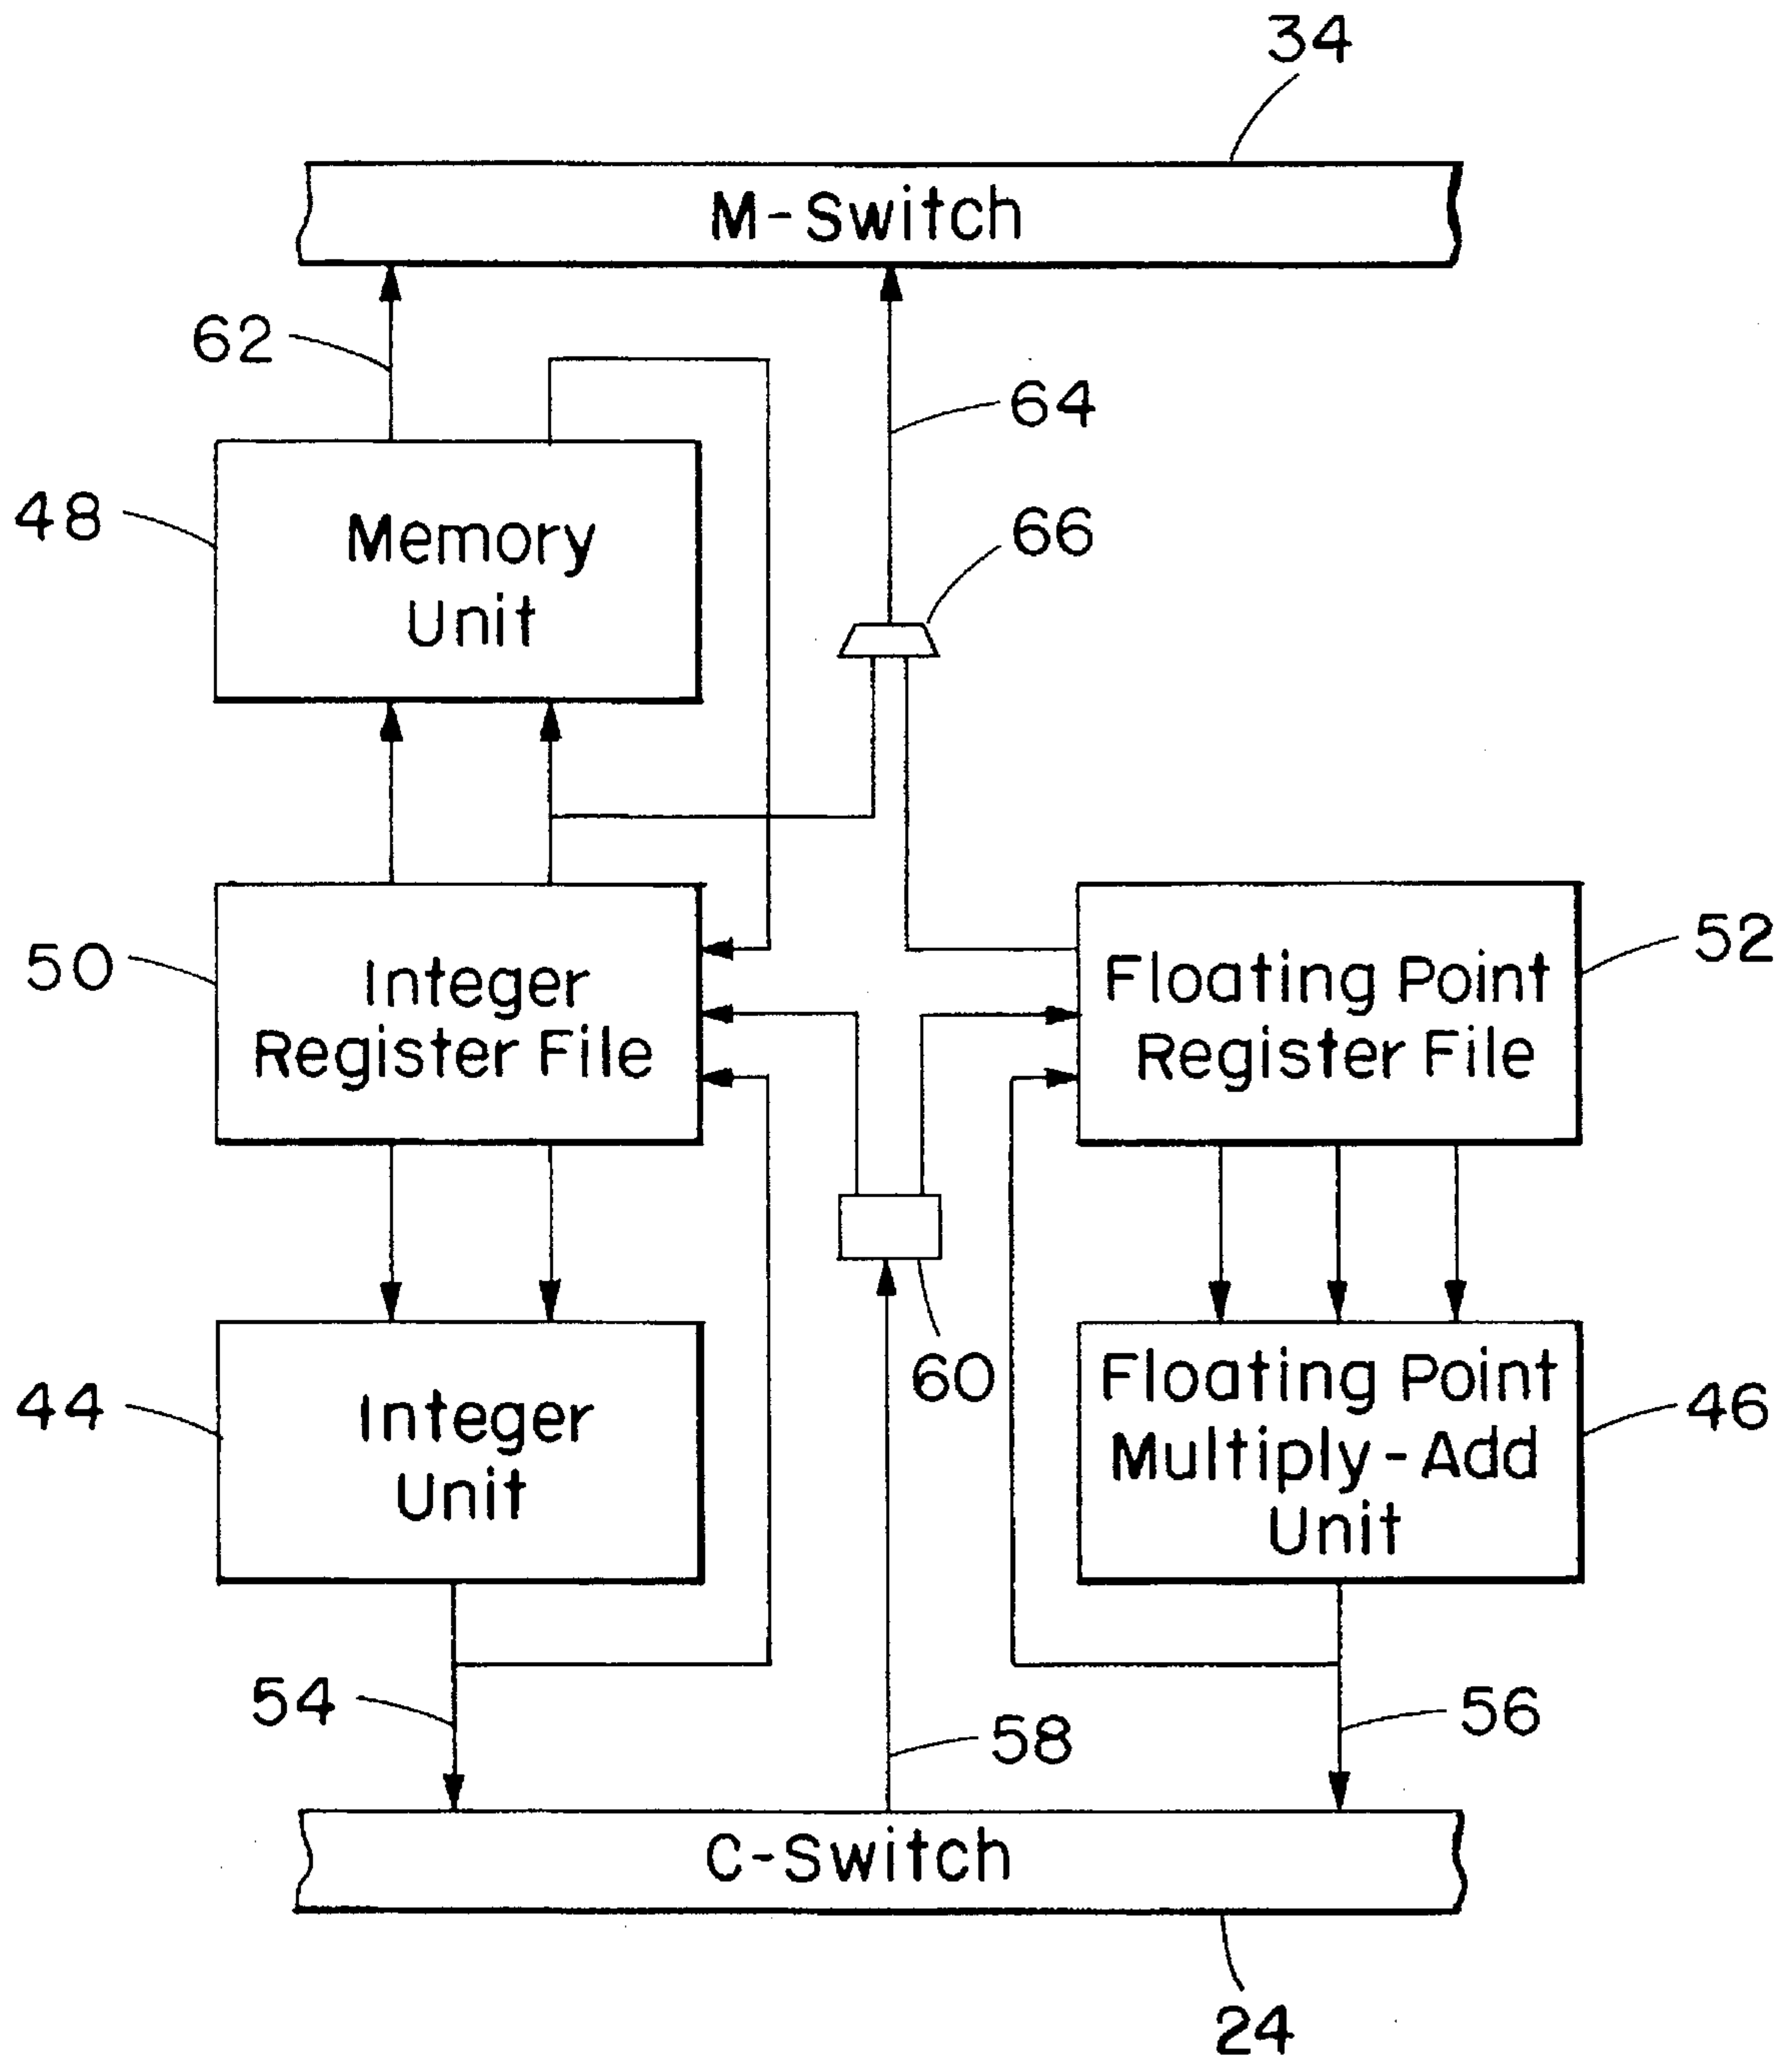 34
M-Switch
62
64
48
Memory
Unit
66
50
Integer
Register File
Floating Point
Register File
52
44
Integer
Unit
60
Floating Point
Multiply-Add
Unit
46
54
58
56
C-Switch
24